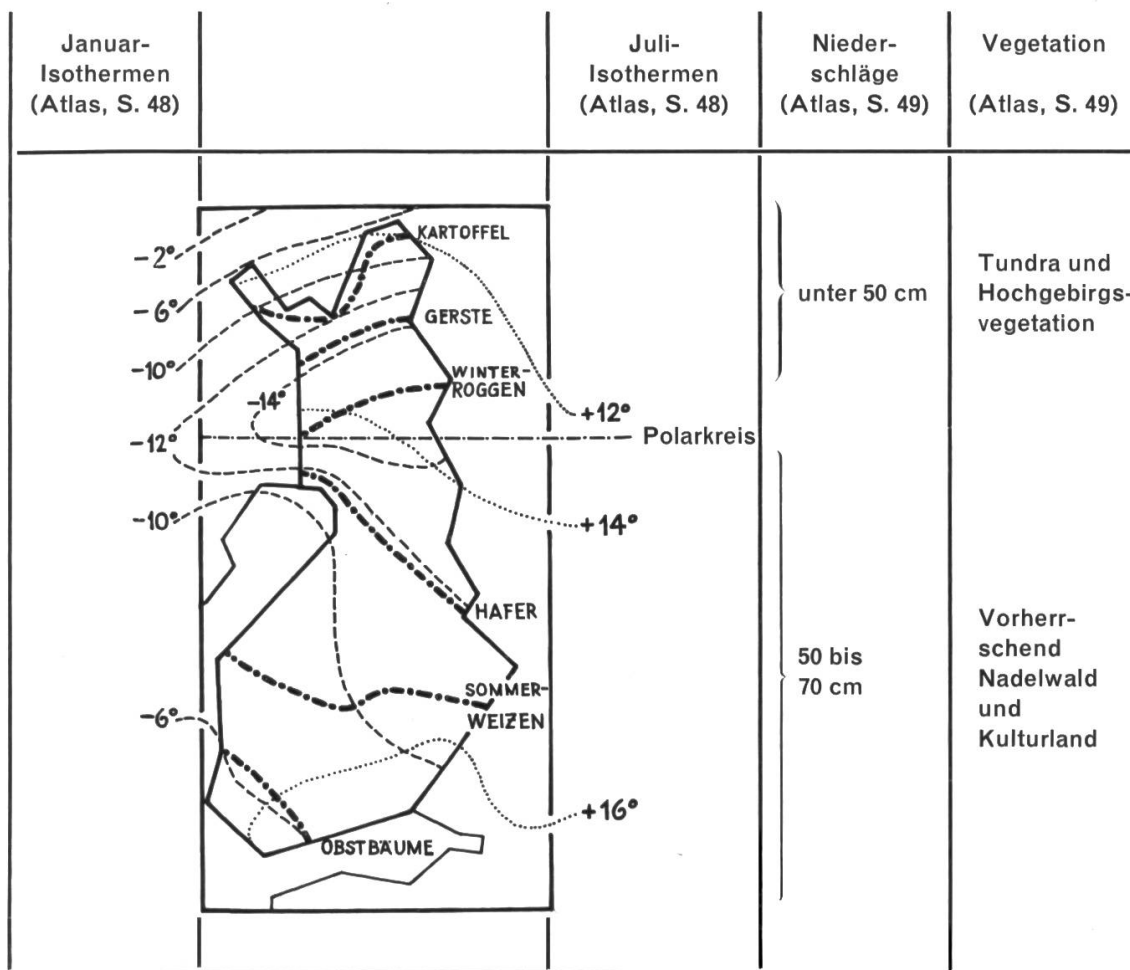 Januar-
Isothermen
(Atlas, S. 48)
Juli-
Isothermen
(Atlas, S. 48)
Nieder-
schläge
(Atlas, S. 49)
Vegetation
(Atlas, S. 49)
-2°
-6°
-10°
-12°
-10°
-6°
-14°
KARTOFFEL
GERSTE
WINTER-
ROGGEN
HAFER
SOMMER-
WEIZEN
OBSTBÄUME
+12°
Polarkreis
+14°
+16°
unter 50 cm
50 bis
70 cm
Tundra und
Hochgebirgs-
vegetation
Vorherr-
schend
Nadelwald
und
Kulturland